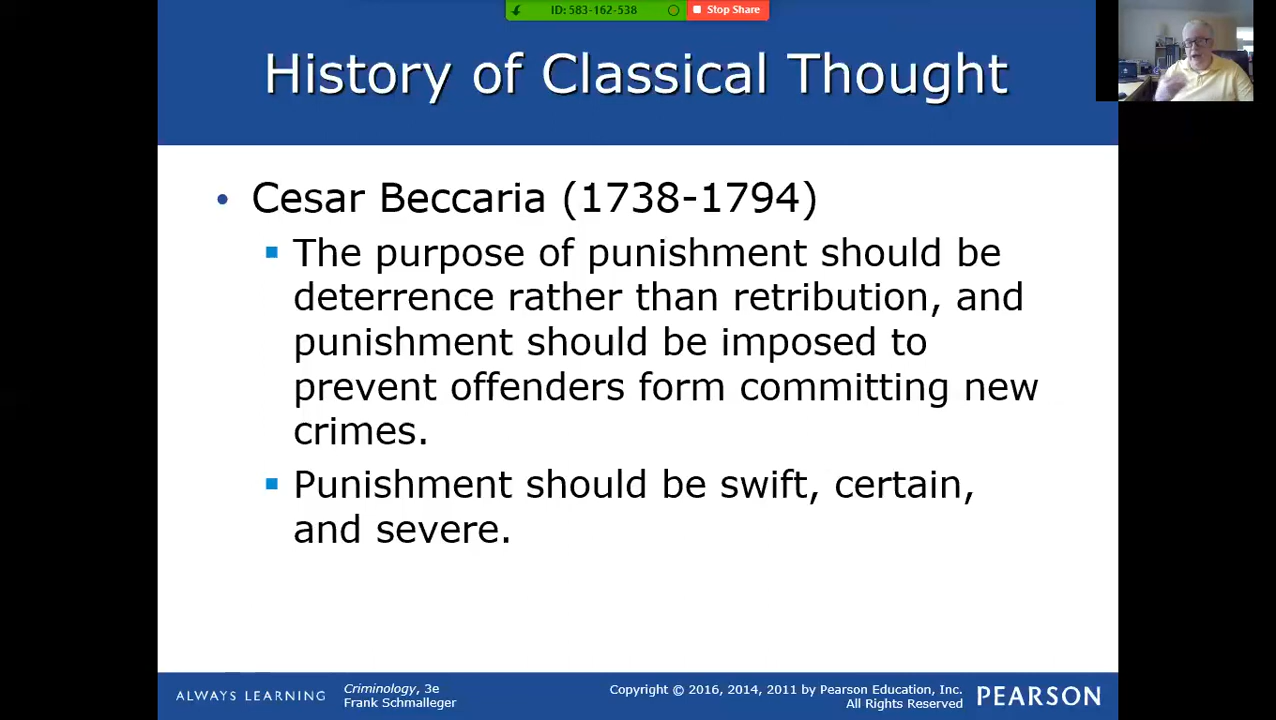 ID: 583-162-538
Stop Share
History of Classical Thought
• Cesar Beccaria (1738-1794)
▪ The purpose of punishment should be
deterrence rather than retribution, and
punishment should be imposed to
prevent offenders form committing new
crimes.
▪ Punishment should be swift, certain,
and severe.
ALWAYS LEARNING
Criminology, 3e
Frank Schmalleger
Copyright © 2016, 2014, 2011 by Pearson Education, Inc.
All Rights Reserved
PEARSON